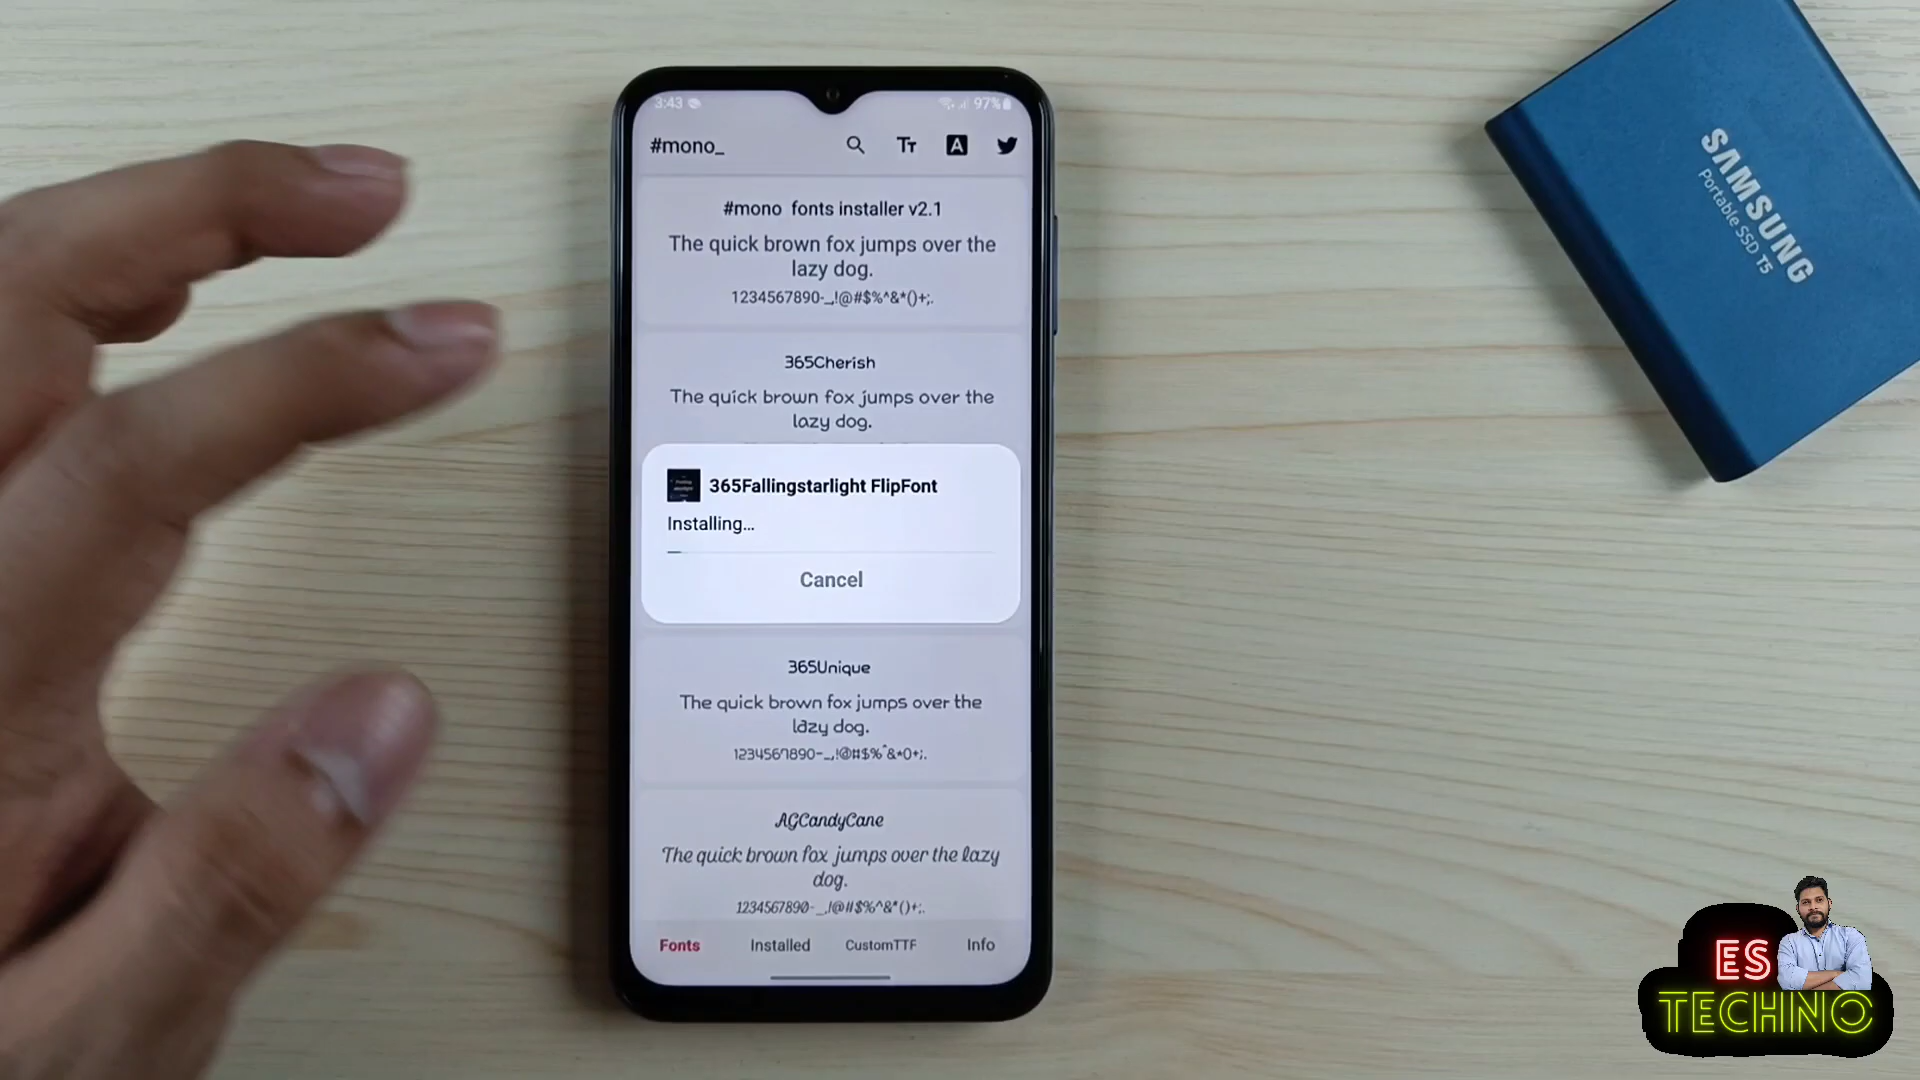 3:43
97%
#mono_
Tт
A
#mono fonts installer v2.1
The quick brown fox jumps over the
lazy dog.
1234567890-_,!@#$%^&*()+;.
365Cherish
The quick brown fox jumps over the
lazy dog.
365Fallingstarlight FlipFont
Installing...
Cancel
365Unique
The quick brown fox jumps over the
lazy dog.
1234567890-_,!@#$%^&*()+;.
AGCandyCane
The quick brown fox jumps over the lazy
dog.
1234567890-_,!@#$%^&*()+;.
Fonts
Installed
CustomTTF
Info
SAMSUNG
Portable SSD T5
ES
TECHNO